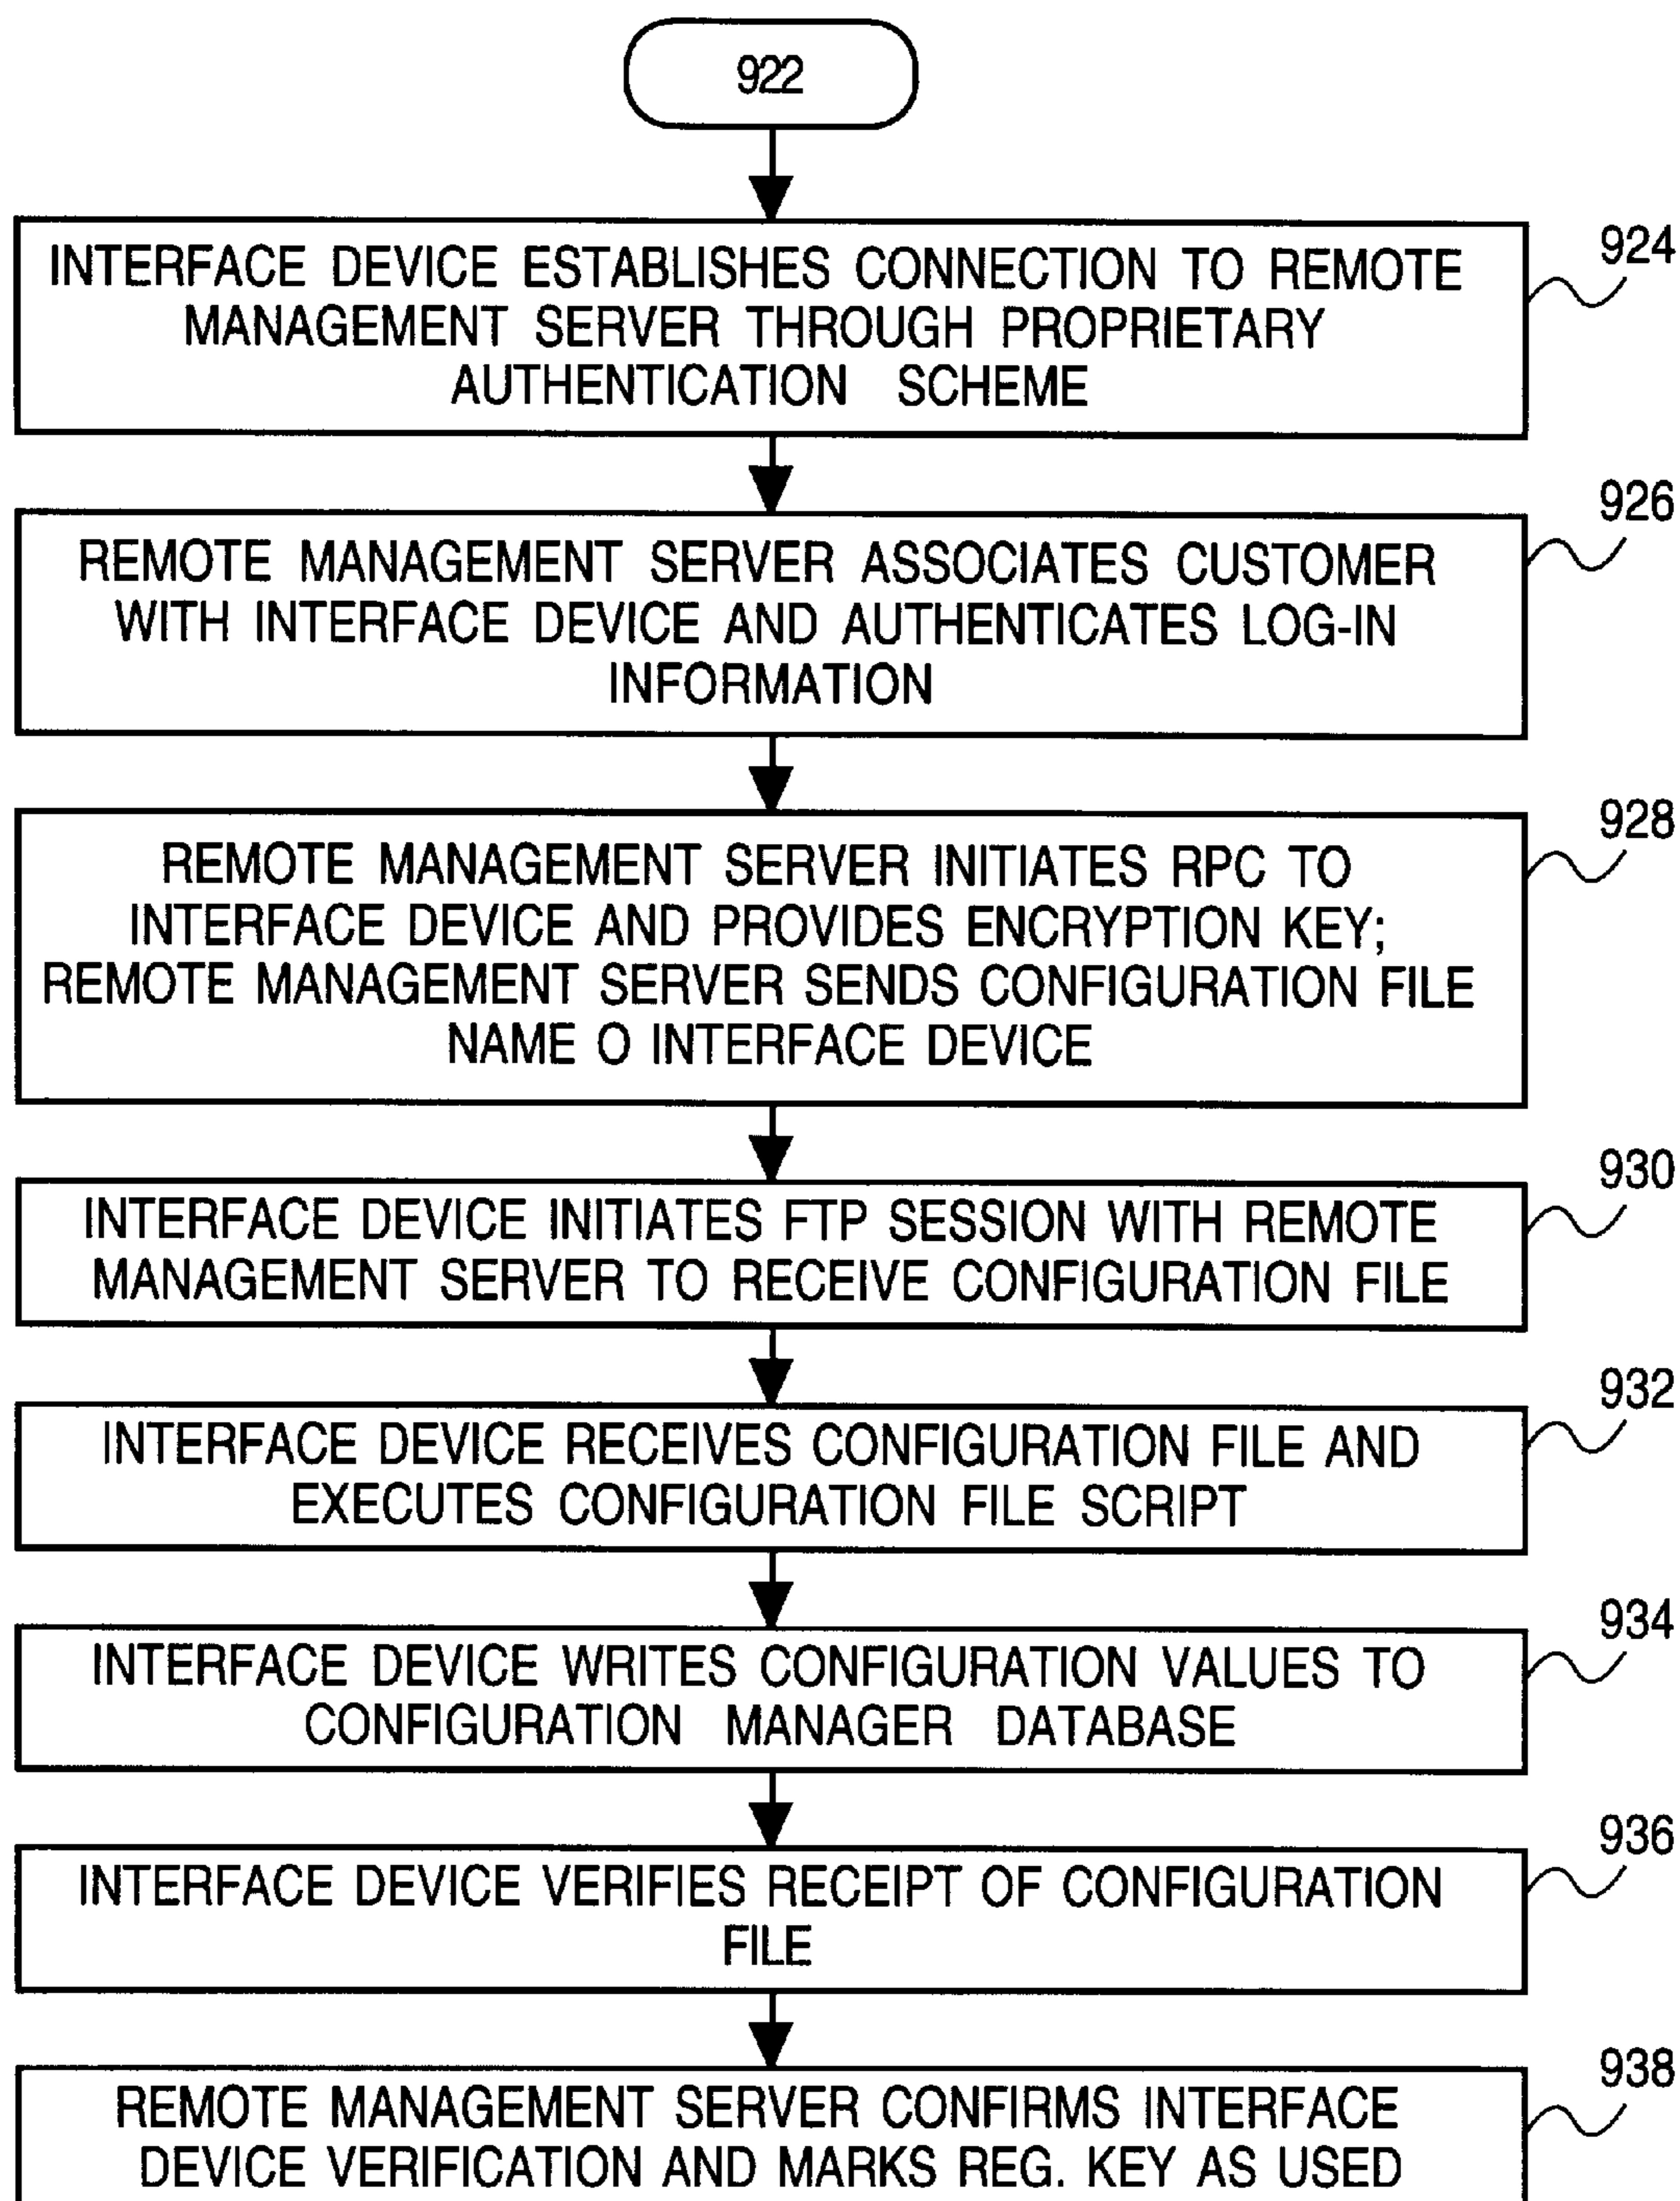 922
924
INTERFACE DEVICE ESTABLISHES CONNECTION TO REMOTE
MANAGEMENT SERVER THROUGH PROPRIETARY
AUTHENTICATION SCHEME
926
REMOTE MANAGEMENT SERVER ASSOCIATES CUSTOMER
WITH INTERFACE DEVICE AND AUTHENTICATES LOG-IN
INFORMATION
928
REMOTE MANAGEMENT SERVER INITIATES RPC TO
INTERFACE DEVICE AND PROVIDES ENCRYPTION KEY;
REMOTE MANAGEMENT SERVER SENDS CONFIGURATION FILE
NAME O INTERFACE DEVICE
930
INTERFACE DEVICE INITIATES FTP SESSION WITH REMOTE
MANAGEMENT SERVER TO RECEIVE CONFIGURATION FILE
932
INTERFACE DEVICE RECEIVES CONFIGURATION FILE AND
EXECUTES CONFIGURATION FILE SCRIPT
934
INTERFACE DEVICE WRITES CONFIGURATION VALUES TO
CONFIGURATION MANAGER DATABASE
936
INTERFACE DEVICE VERIFIES RECEIPT OF CONFIGURATION
FILE
938
REMOTE MANAGEMENT SERVER CONFIRMS INTERFACE
DEVICE VERIFICATION AND MARKS REG. KEY AS USED